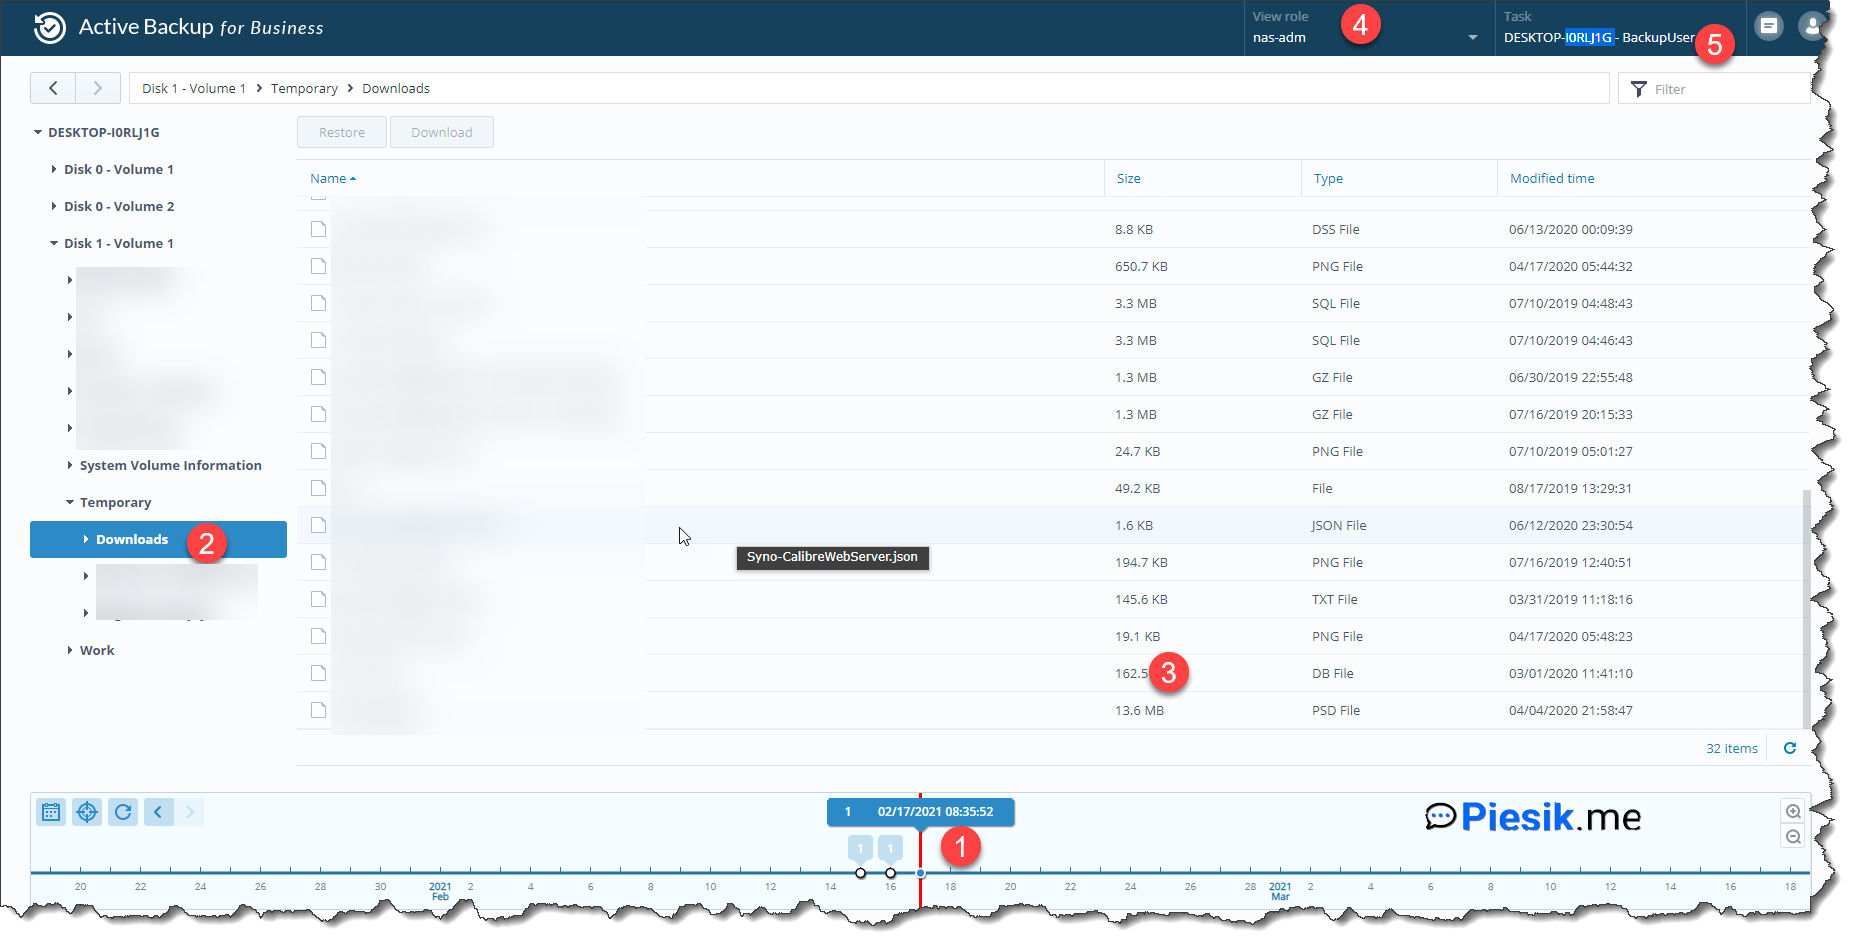 Active Backup for Business
View role
nas-adm
4
Task
DESKTOP-I0RLJ1G - BackupUser
5
Disk 1 - Volume 1 > Temporary > Downloads
Filter
DESKTOP-I0RLJ1G
Disk 0 - Volume 1
Disk 0 - Volume 2
Disk 1 - Volume 1
System Volume Information
Temporary
Downloads
2
Work
Restore Download
Name Size Type Modified time
8.8 KB DSS File 06/13/2020 00:09:39
650.7 KB PNG File 04/17/2020 05:44:32
3.3 MB SQL File 07/10/2019 04:48:43
3.3 MB SQL File 07/10/2019 04:46:43
1.3 MB GZ File 06/30/2019 22:55:48
1.3 MB GZ File 07/16/2019 20:15:33
24.7 KB PNG File 07/10/2019 05:01:27
49.2 KB File 08/17/2019 13:29:31
1.6 KB JSON File 06/12/2020 23:30:54
Syno-CalibreWebServer.json
194.7 KB PNG File 07/16/2019 12:40:51
145.6 KB TXT File 03/31/2019 11:18:16
19.1 KB PNG File 04/17/2020 05:48:23
162.5 3 DB File 03/01/2020 11:41:10
13.6 MB PSD File 04/04/2020 21:58:47
32 items
1 02/17/2021 08:35:52
Piesik.me
1 1 1
20 22 24 26 28 30 2021 Feb 2 4 6 8 10 12 14 16 18 20 22 24 26 28 2021 Mar 2 4 6 8 10 12 14 16 18